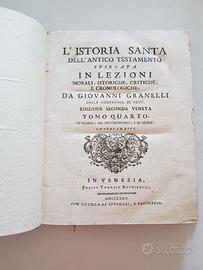 L'ISTORIA SANTA
DELL'ANTICO TESTAMENTO
SPIEGATA
IN LEZIONI
MORALI, ISTORICHE, CRITICHE,
E CRONOLOGICHE,
DA GIOVANNI GRANELLI
DELLA COMPAGNIA DI GESU'.
EDIZIONE SECONDA VENETA
TOMO QUARTO.
IN VENEZIA,
PRESSO TOMMASO BETTINELLI,
CON LICENZA DE' SUPERIORI, E PRIVILEGIO.
subito